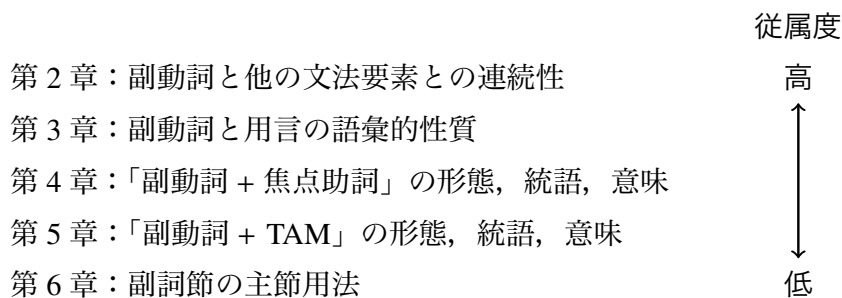 従属度
第 2 章：副動詞と他の文法要素との連続性 高
第 3 章：副動詞と用言の語彙的性質
第 4 章：「副動詞 + 焦点助詞」の形態，統語，意味
第 5 章：「副動詞 + TAM」の形態，統語，意味
第 6 章：副詞節の主節用法 低